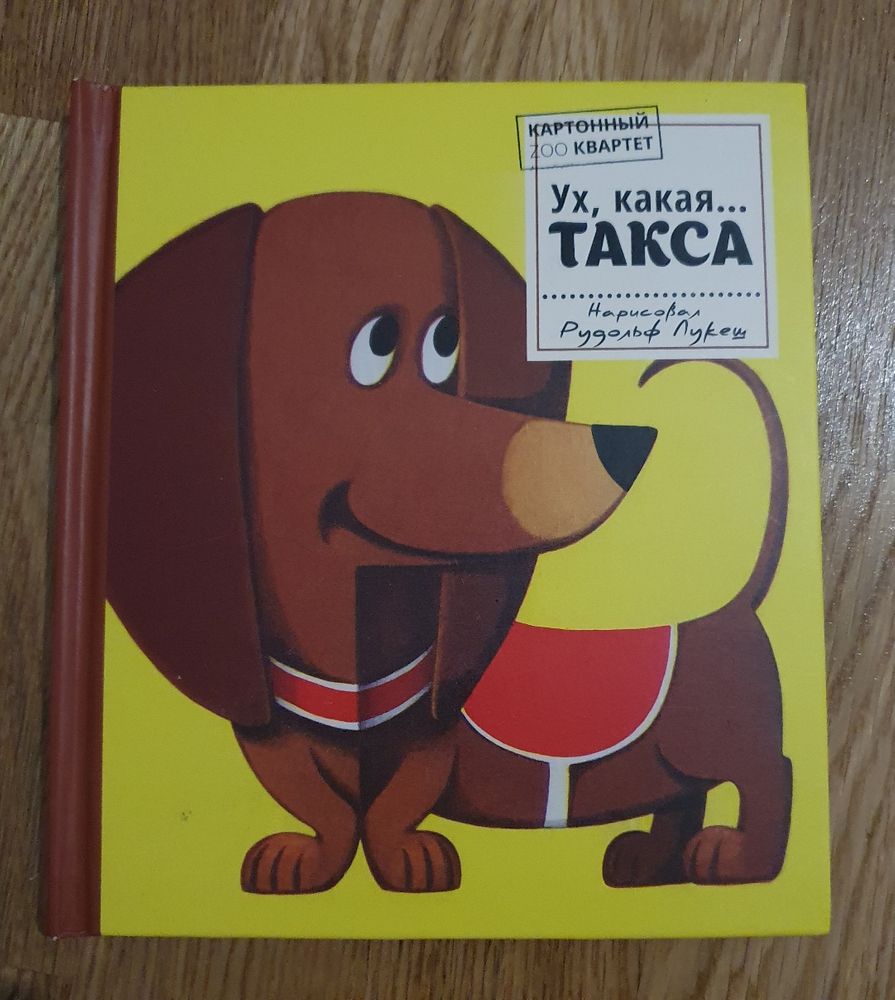 КАРТОННЫЙ
ZOO КВАРТЕТ
Ух, какая...
ТАКСА
Нарисовал
Рудольф Лукеш